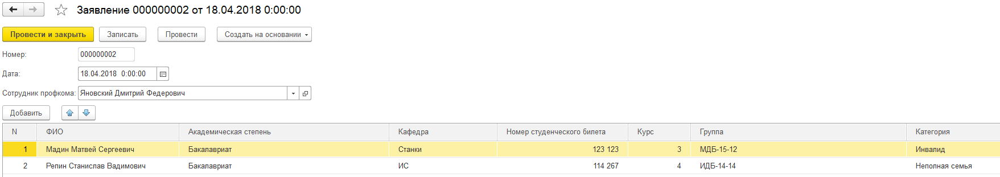 Заявление 000000002 от 18.04.2018 0:00:00
Провести и закрыть Записать Провести Создать на основании
Номер: 000000002
Дата: 18.04.2018 0:00:00
Сотрудник профкома: Яновский Дмитрий Федерович
Добавить
N ФИО Академическая степень Кафедра Номер студенческого билета Курс Группа Категория
1 Мадин Матвей Сергеевич Бакалавриат Станки 123 123 3 МДБ-15-12 Инвалид
2 Репин Станислав Вадимович Бакалавриат ИС 114 267 4 ИДБ-14-14 Неполная семья